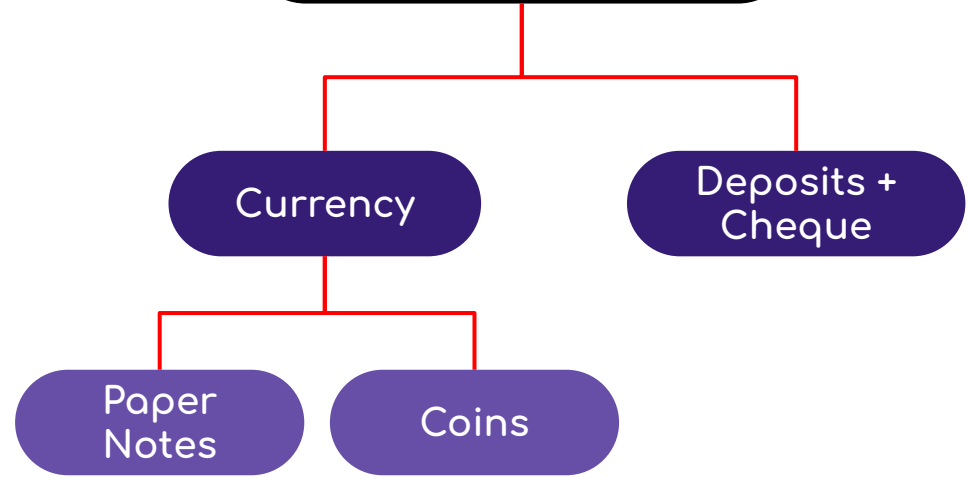 Currency
Deposits +
Cheque
Paper
Notes
Coins